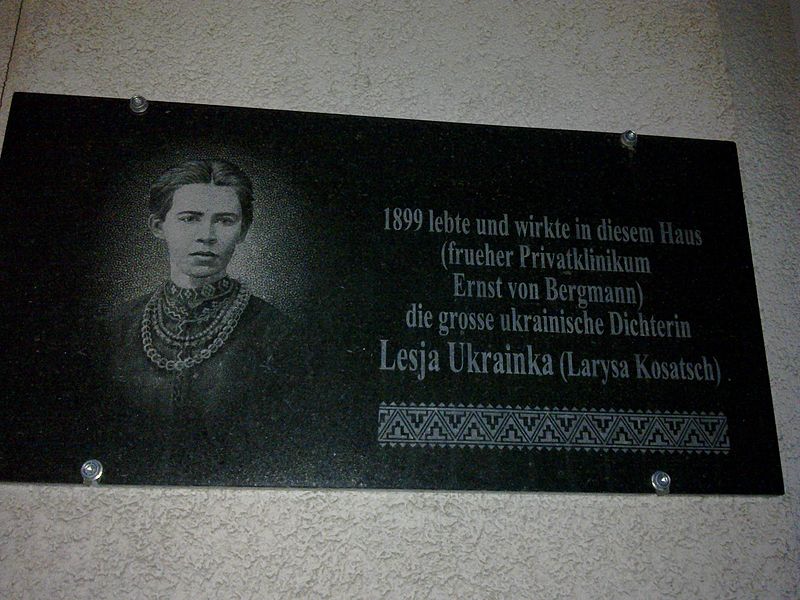 1899 lebte und wirkte in diesem Haus
(frueher Privatklinikum
Ernst von Bergmann)
die grosse ukrainische Dichterin
Lesja Ukrainka (Larysa Kosatsch)